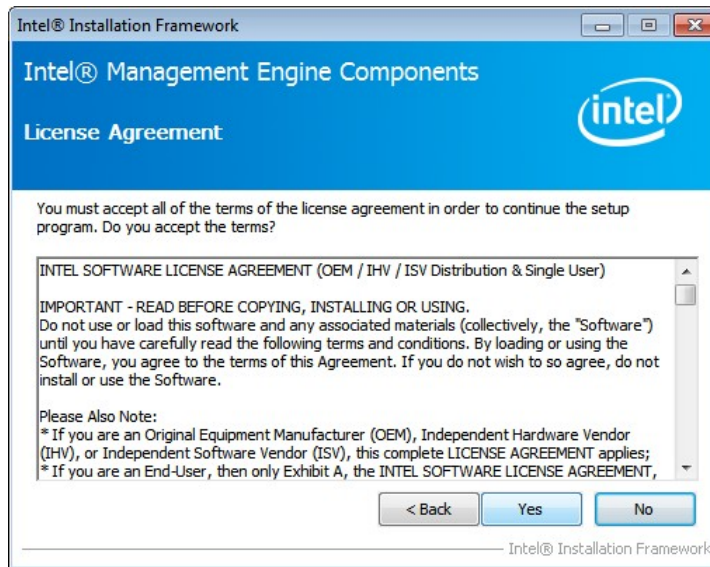 Intel® Installation Framework
Intel® Management Engine Components
License Agreement
intel
You must accept all of the terms of the license agreement in order to continue the setup
program. Do you accept the terms?
INTEL SOFTWARE LICENSE AGREEMENT (OEM / IHV / ISV Distribution & Single User)
IMPORTANT - READ BEFORE COPYING, INSTALLING OR USING.
Do not use or load this software and any associated materials (collectively, the "Software")
until you have carefully read the following terms and conditions. By loading or using the
Software, you agree to the terms of this Agreement. If you do not wish to so agree, do not
install or use the Software.
Please Also Note:
* If you are an Original Equipment Manufacturer (OEM), Independent Hardware Vendor
(IHV), or Independent Software Vendor (ISV), this complete LICENSE AGREEMENT applies;
* If you are an End-User, then only Exhibit A, the INTEL SOFTWARE LICENSE AGREEMENT,
< Back Yes No
Intel® Installation Framework